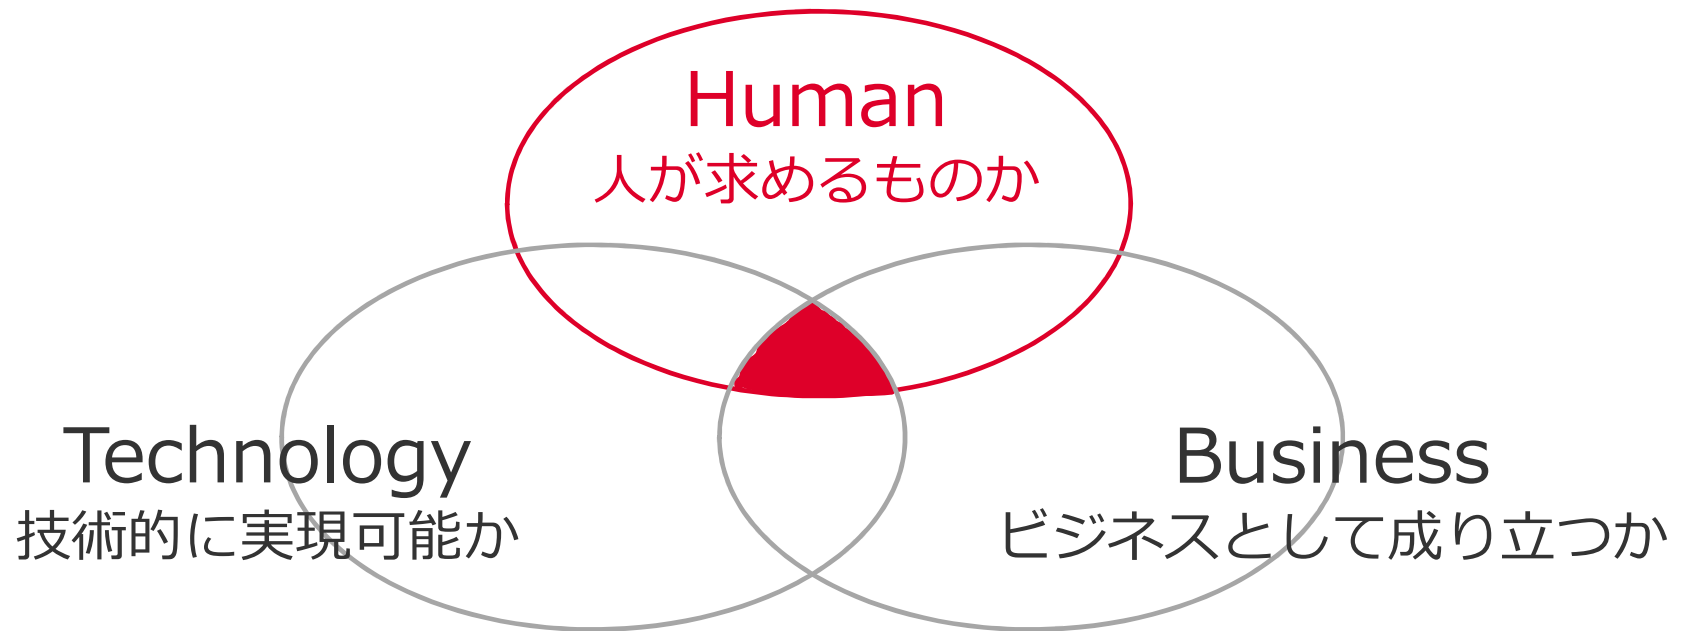 Human
人が求めるものか
Technology
技術的に実現可能か
Business
ビジネスとして成り立つか